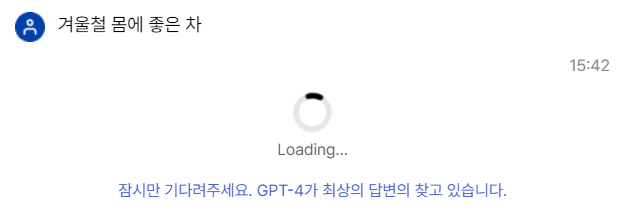 겨울철 몸에 좋은 차
15:42
Loading...
잠시만 기다려주세요. GPT-4가 최상의 답변의 찾고 있습니다.